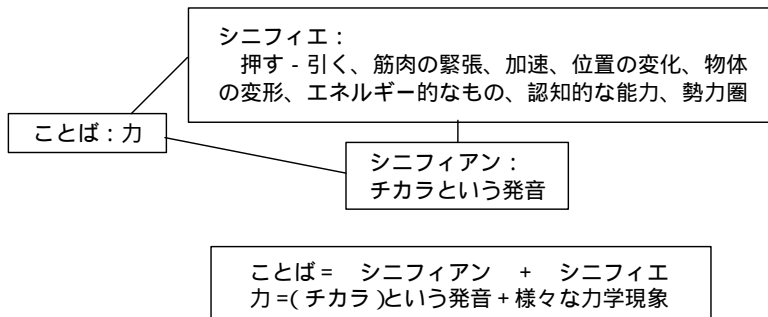 シニフィエ：
押す - 引く、筋肉の緊張、加速、位置の変化、物体
の変形、エネルギー的なもの、認知的な能力、勢力圏
ことば：力
シニフィアン：
チカラという発音
ことば = シニフィアン + シニフィエ
力 =( チカラ )という発音 + 様々な力学現象